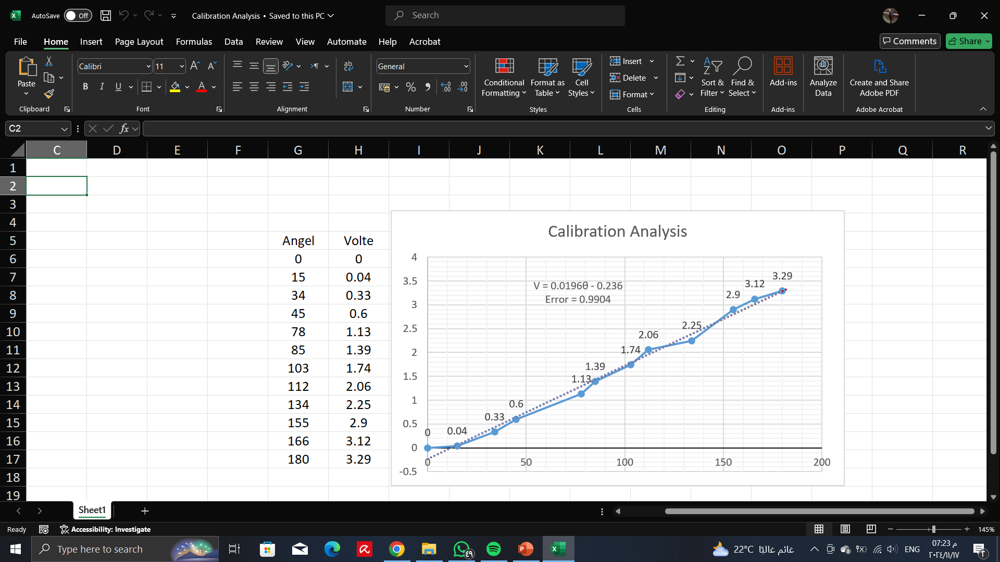 AutoSave Off Calibration Analysis • Saved to this PC Search
File Home Insert Page Layout Formulas Data Review View Automate Help Acrobat Comments Share
Paste
Clipboard
Calibri 11
B I U A
Font
Alignment
General
Number
Conditional Formatting
Format as Table
Cell Styles
Styles
Insert
Delete
Format
Cells
Sort & Filter
Find & Select
Editing
Add-ins
Add-ins
Analyze Data
Create and Share Adobe PDF
Adobe Acrobat
C2 fx
C D E F G H I J K L M N O P Q R
1
2
3
4
5 Angel Volte
6 0 0
7 15 0.04
8 34 0.33
9 45 0.6
10 78 1.13
11 85 1.39
12 103 1.74
13 112 2.06
14 134 2.25
15 155 2.9
16 166 3.12
17 180 3.29
18
19
Calibration Analysis
V = 0.0196θ - 0.236
Error = 0.9904
4
3.5
3
2.5
2
1.5
1
0.5
0
-0.5
0 50 100 150 200
0 0.04 0.33 0.6 1.13 1.39 1.74 2.06 2.25 2.9 3.12 3.29
Sheet1
Ready Accessibility: Investigate 145%
Type here to search ٤٩ 22°C غائم غالبًا ENG 07:23 م
٢٠٢٤/١١/١٧ ٢